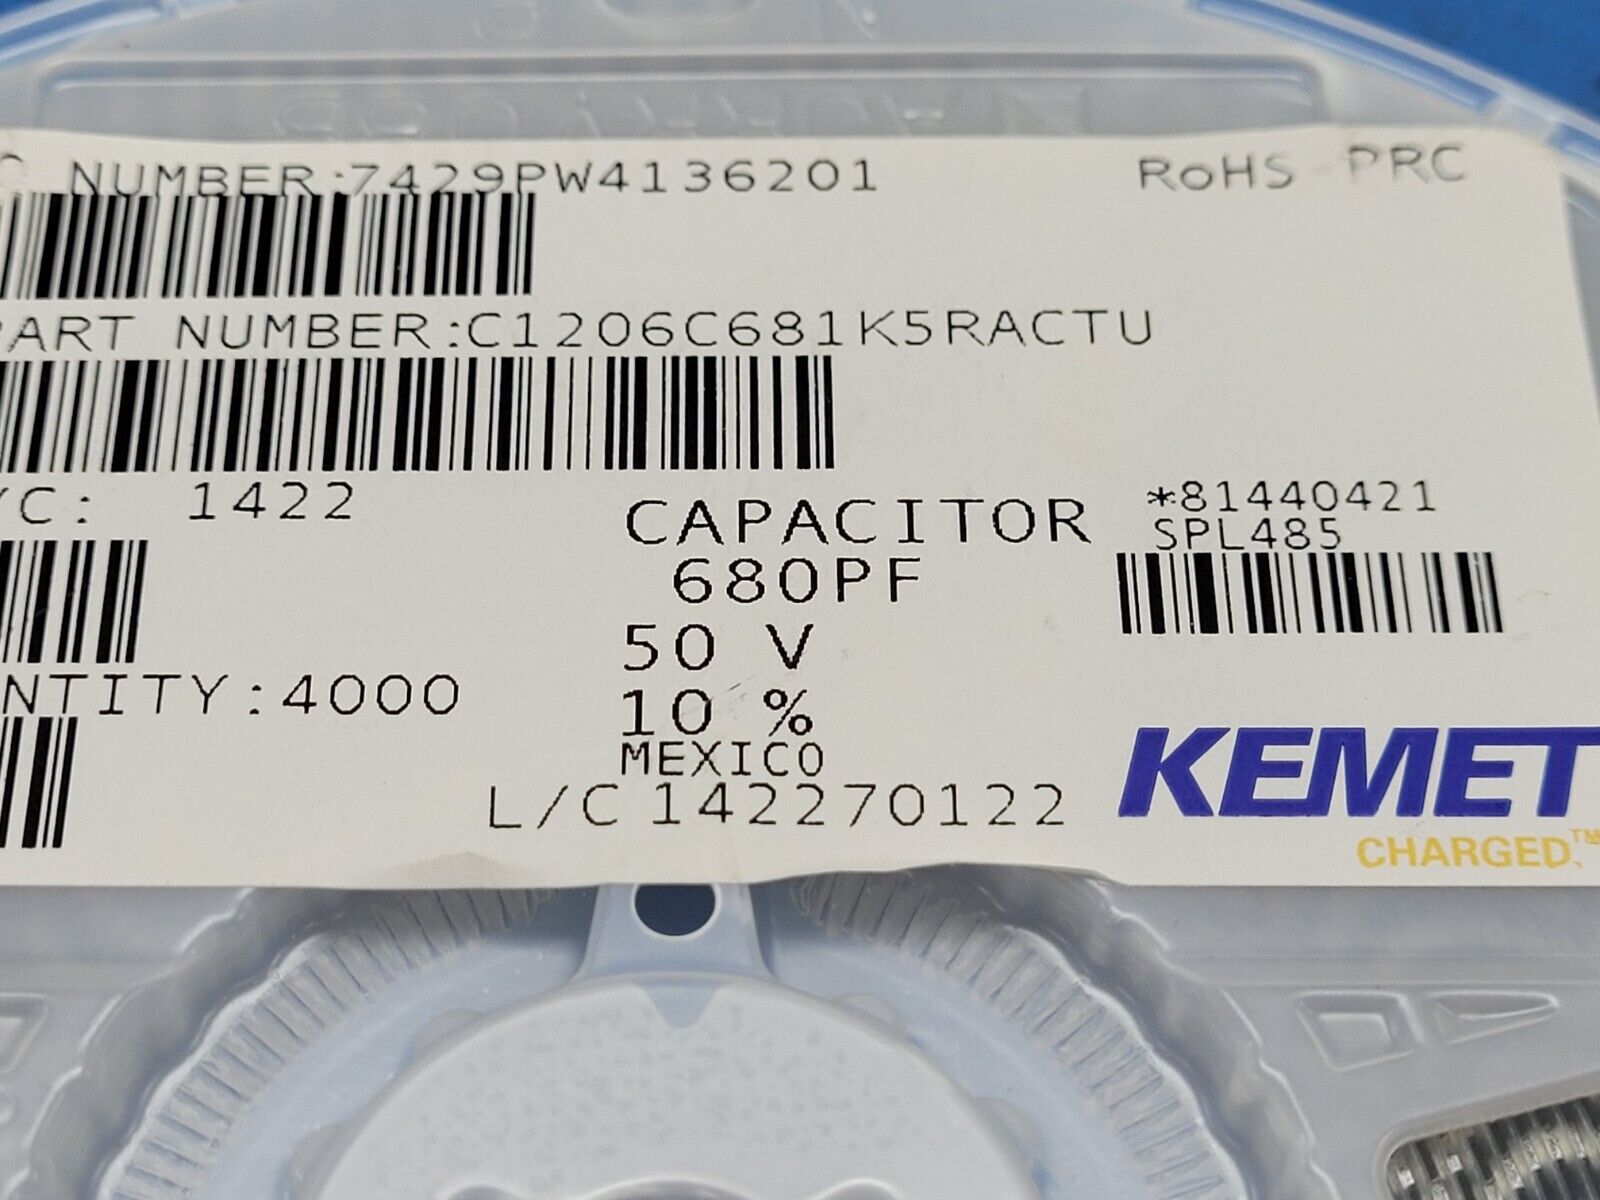 C NUMBER:7429PW4136201
RoHS PRC
PART NUMBER:C1206C681K5RACTU
/C: 1422
CAPACITOR
680PF
50 V
10 %
MEXICO
L/C 142270122
*81440421
SPL485
NTITY:4000
KEMET
CHARGED.™